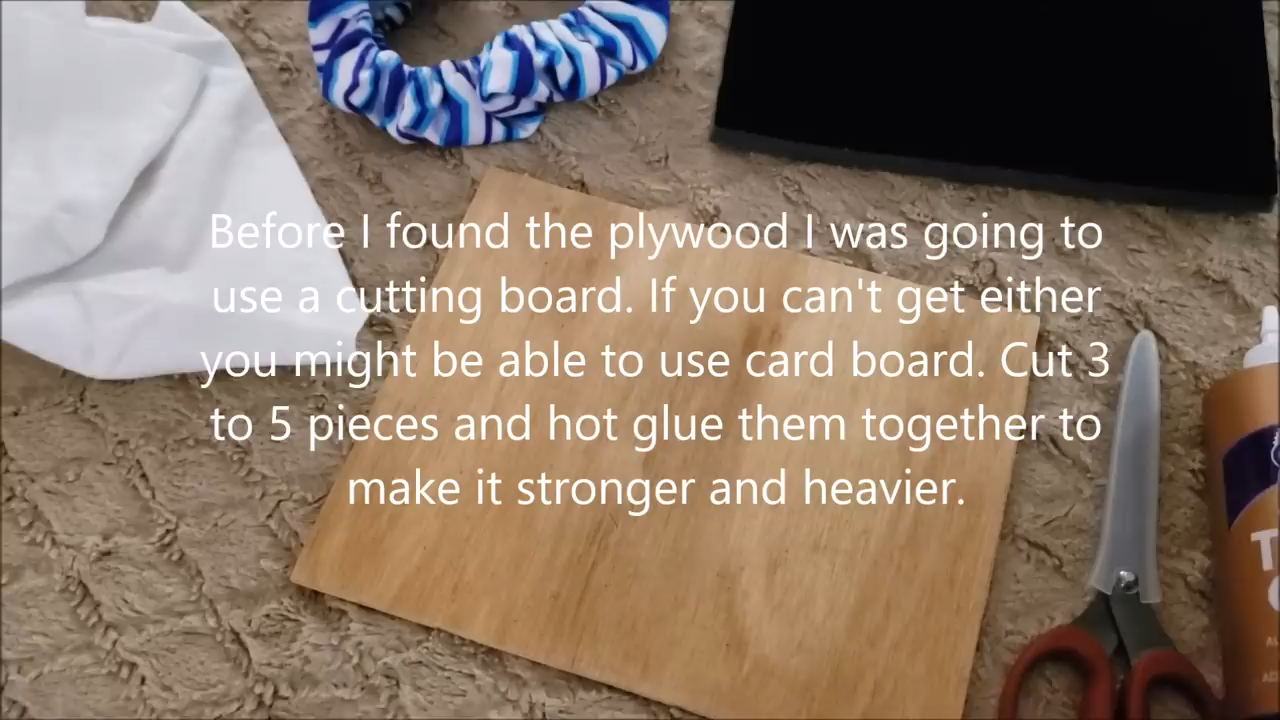 Before I found the plywood I was going to
use a cutting board. If you can't get either
you might be able to use card board. Cut 3
to 5 pieces and hot glue them together to
make it stronger and heavier.